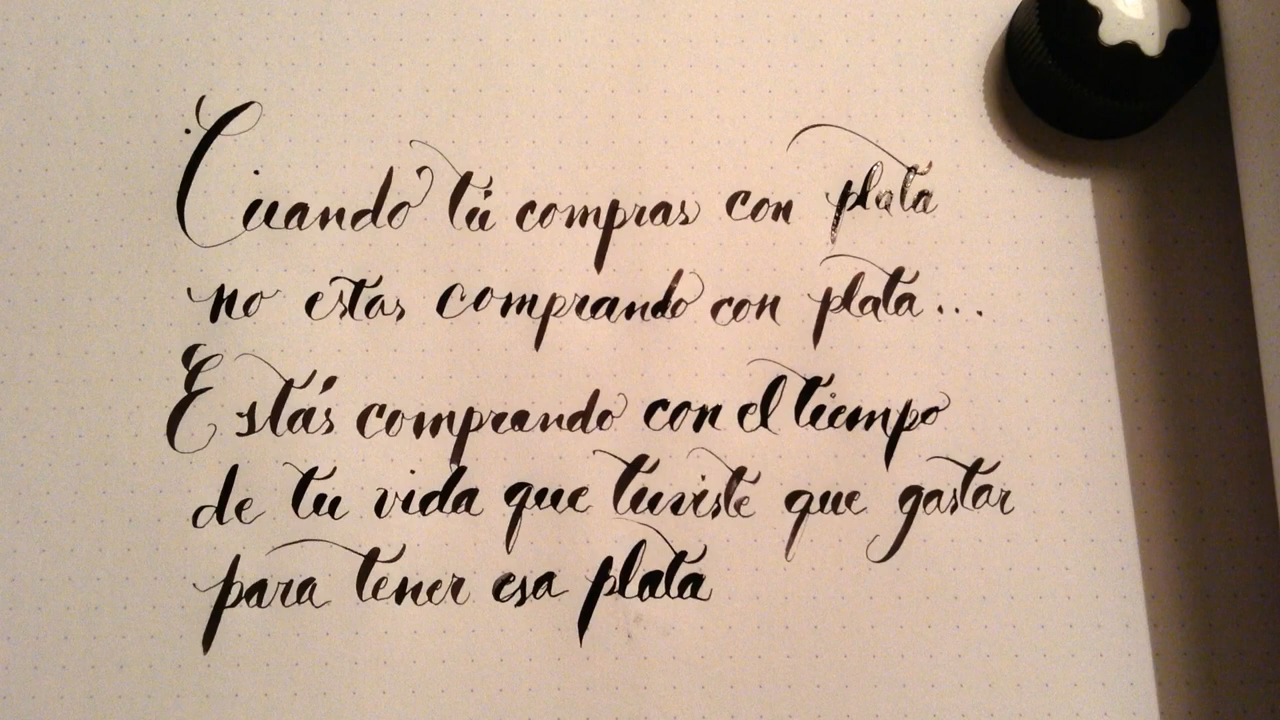 Cuando tú compras con plata
no estas comprando con plata...
Estás comprando con el tiempo
de tu vida que tuviste que gastar
para tener esa plata